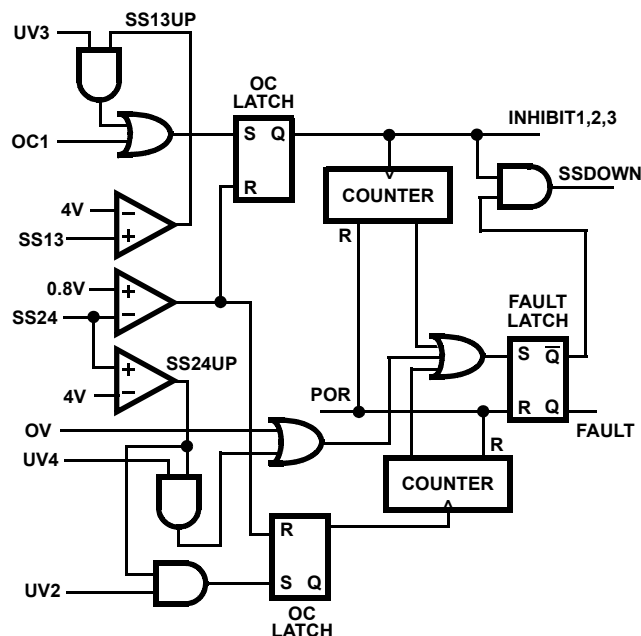 SS13UP
UV3
OC
LATCH
INHIBIT1,2,3
S Q
OC1
SSDOWN
R
COUNTER
4V
−
SS13
+
R
0.8V
+
FAULT
LATCH
SS24
−
S Q
+
SS24UP
POR
4V
−
R Q
OV
FAULT
R
UV4
COUNTER
R
UV2
S Q
OC
LATCH